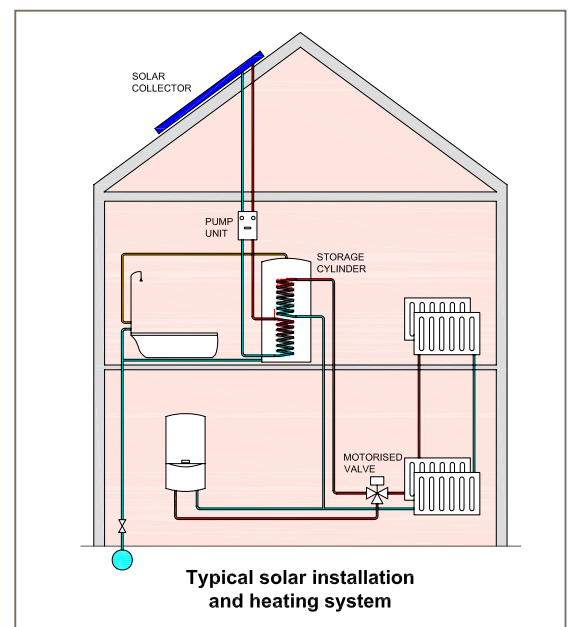 SOLAR
COLLECTOR
PUMP
UNIT
STORAGE
CYLINDER
MOTORISED
VALVE
Typical solar installation
and heating system